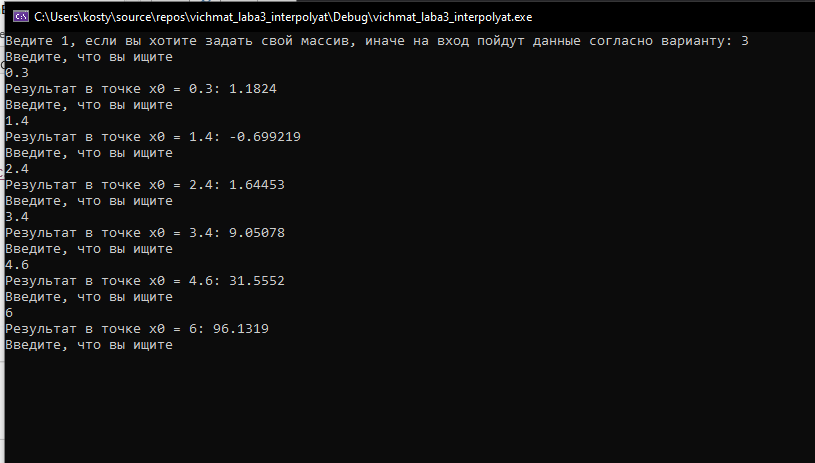 C:\Users\kosty\source\repos\vichmat_laba3_interpolyat\Debug\vichmat_laba3_interpolyat.exe
Ведите 1, если вы хотите задать свой массив, иначе на вход пойдут данные согласно варианту: 3
Введите, что вы ищите
0.3
Результат в точке x0 = 0.3: 1.1824
Введите, что вы ищите
1.4
Результат в точке x0 = 1.4: -0.699219
Введите, что вы ищите
2.4
Результат в точке x0 = 2.4: 1.64453
Введите, что вы ищите
3.4
Результат в точке x0 = 3.4: 9.05078
Введите, что вы ищите
4.6
Результат в точке x0 = 4.6: 31.5552
Введите, что вы ищите
6
Результат в точке x0 = 6: 96.1319
Введите, что вы ищите